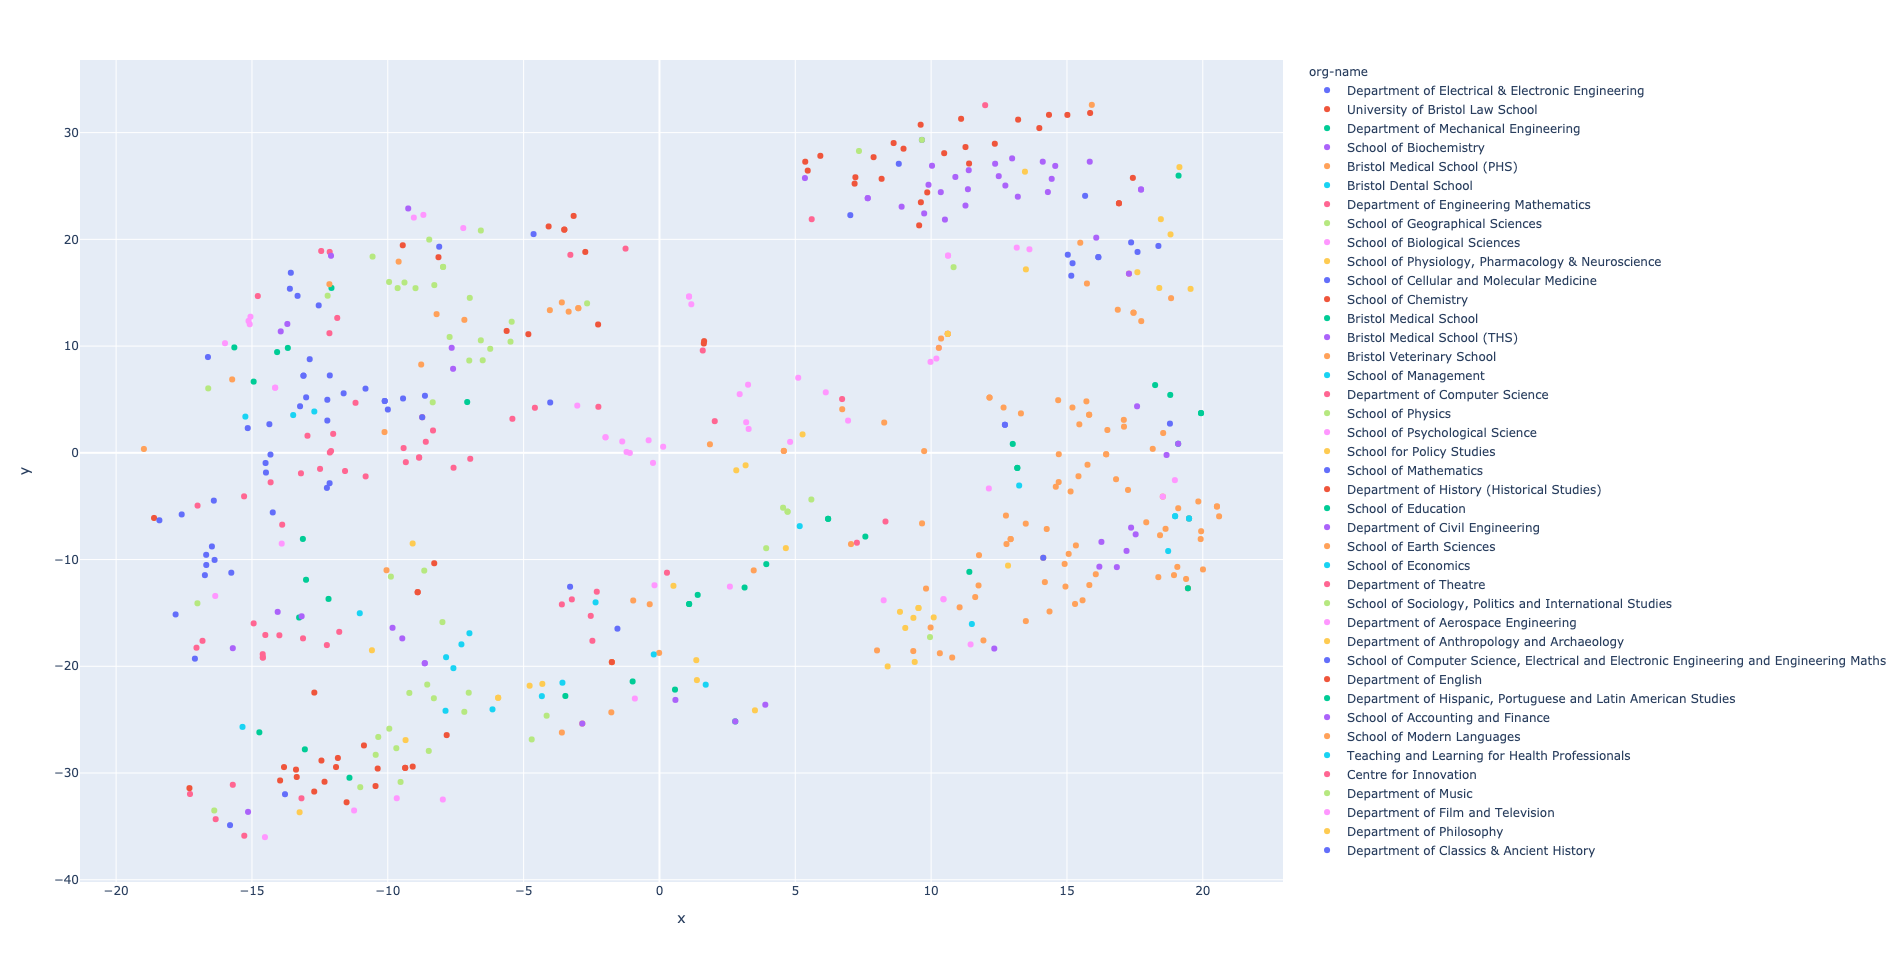 org-name
Department of Electrical & Electronic Engineering
University of Bristol Law School
Department of Mechanical Engineering
School of Biochemistry
Bristol Medical School (PHS)
Bristol Dental School
Department of Engineering Mathematics
School of Geographical Sciences
School of Biological Sciences
School of Physiology, Pharmacology & Neuroscience
School of Cellular and Molecular Medicine
School of Chemistry
Bristol Medical School
Bristol Medical School (THS)
Bristol Veterinary School
School of Management
Department of Computer Science
School of Physics
School of Psychological Science
School for Policy Studies
School of Mathematics
Department of History (Historical Studies)
School of Education
Department of Civil Engineering
School of Earth Sciences
School of Economics
Department of Theatre
School of Sociology, Politics and International Studies
Department of Aerospace Engineering
Department of Anthropology and Archaeology
School of Computer Science, Electrical and Electronic Engineering and Engineering Maths
Department of English
Department of Hispanic, Portuguese and Latin American Studies
School of Accounting and Finance
School of Modern Languages
Teaching and Learning for Health Professionals
Centre for Innovation
Department of Music
Department of Film and Television
Department of Philosophy
Department of Classics & Ancient History
30
20
10
0
−10
−20
−30
−40
y
−20 −15 −10 −5 0 5 10 15 20
x